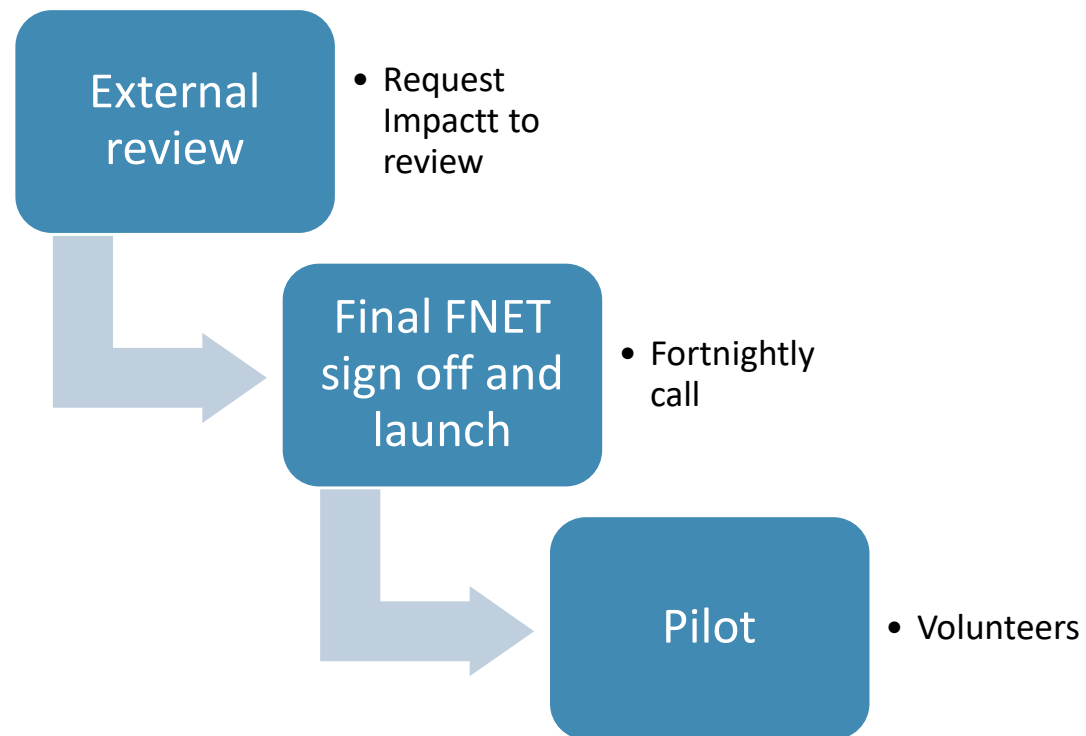 External
review
• Request
Impactt to
review
Final FNET
sign off and
launch
• Fortnightly
call
Pilot
• Volunteers